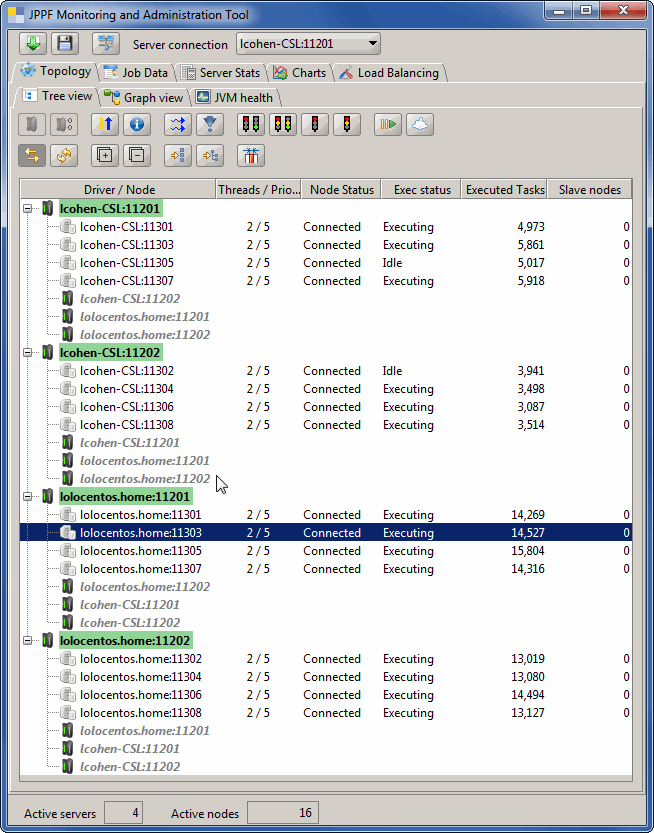 JPPF Monitoring and Administration Tool
Server connection lcohen-CSL:11201
Topology Job Data Server Stats Charts Load Balancing
Tree view Graph view JVM health
Driver / Node Threads / Prio... Node Status Exec status Executed Tasks Slave nodes
lcohen-CSL:11201
lcohen-CSL:11301 2 / 5 Connected Executing 4,973 0
lcohen-CSL:11303 2 / 5 Connected Executing 5,861 0
lcohen-CSL:11305 2 / 5 Connected Idle 5,017 0
lcohen-CSL:11307 2 / 5 Connected Executing 5,918 0
lcohen-CSL:11202
lolocentos.home:11201
lolocentos.home:11202
lcohen-CSL:11202
lcohen-CSL:11302 2 / 5 Connected Idle 3,941 0
lcohen-CSL:11304 2 / 5 Connected Executing 3,498 0
lcohen-CSL:11306 2 / 5 Connected Executing 3,087 0
lcohen-CSL:11308 2 / 5 Connected Executing 3,514 0
lcohen-CSL:11201
lolocentos.home:11201
lolocentos.home:11202
lolocentos.home:11201
lolocentos.home:11301 2 / 5 Connected Executing 14,269 0
lolocentos.home:11303 2 / 5 Connected Executing 14,527 0
lolocentos.home:11305 2 / 5 Connected Executing 15,804 0
lolocentos.home:11307 2 / 5 Connected Executing 14,316 0
lolocentos.home:11202
lcohen-CSL:11201
lcohen-CSL:11202
lolocentos.home:11202
lolocentos.home:11302 2 / 5 Connected Executing 13,019 0
lolocentos.home:11304 2 / 5 Connected Executing 13,080 0
lolocentos.home:11306 2 / 5 Connected Executing 14,494 0
lolocentos.home:11308 2 / 5 Connected Executing 13,127 0
lolocentos.home:11201
lcohen-CSL:11201
lcohen-CSL:11202
Active servers 4 Active nodes 16